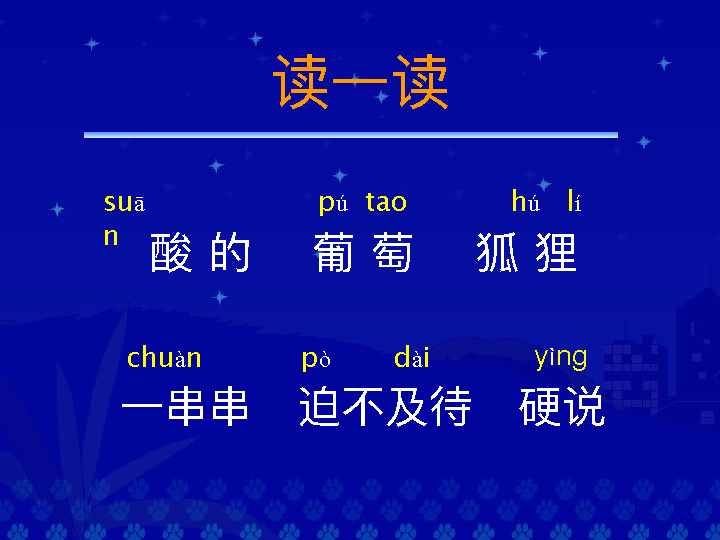 读一读
suān pú tao hú lí
酸 的 葡 萄 狐 狸
chuàn pò dài yìng
一串串 迫不及待 硬说